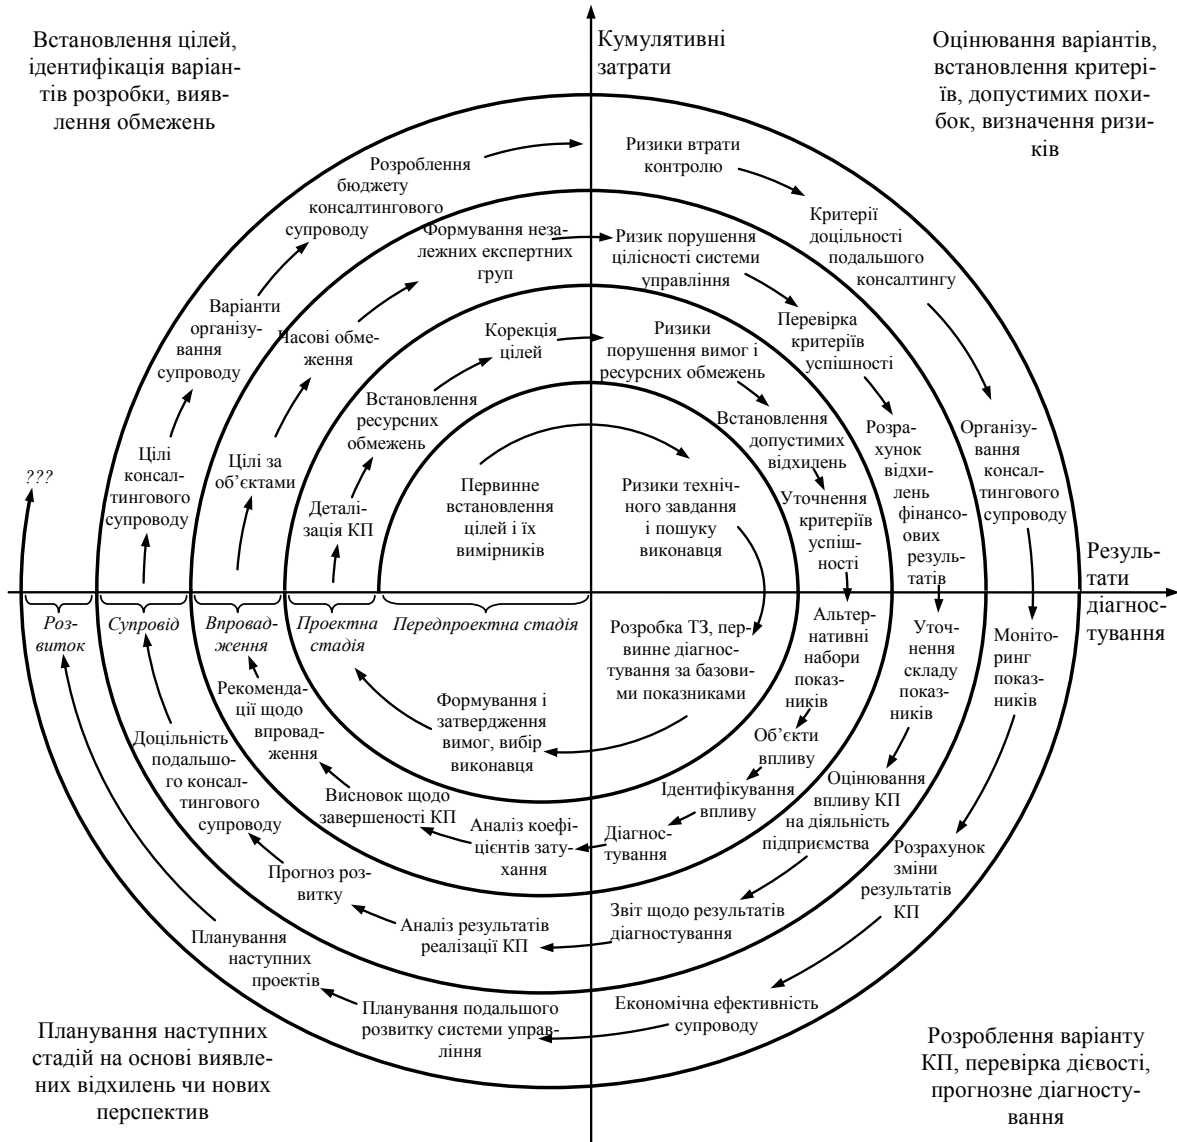 Встановлення цілей,
ідентифікація варіан-
тів розробки, вияв-
лення обмежень
Кумулятивні
затрати
Оцінювання варіантів,
встановлення критері-
їв, допустимих похи-
бок, визначення ризи-
ків
Розроблення
бюджету
консалтингового
супроводу
Ризики втрати
контролю
Критерії
доцільності
подальшого
консалтингу
Формування неза-
лежних експертних
груп
Ризик порушення
цілісності системи
управління
Варіанти
організу-
вання
супроводу
Часові обме-
ження
Корекція
цілей
Ризики
порушення вимог і
ресурсних обмежень
Перевірка
критеріїв
успішності
Встановлення
ресурсних
обмежень
Встановлення
допустимих
відхилень
Розра-
хунок
відхи-
лень
фінансо-
вих
резуль-
татів
Організу-
вання
консал-
тингового
супроводу
???
Цілі
консал-
тингового
супроводу
Цілі за
об’єктами
Деталі-
зація КП
Первинне
встановлення
цілей і їх
вимірників
Ризики техніч-
ного завдання
і пошуку
виконавця
Уточнення
критеріїв
успіш-
ності
Резуль-
тати
діагнос-
тування
Роз-
виток
Супровід
Впровад-
ження
Проектна
стадія
Передпроектна стадія
Розробка ТЗ, пер-
винне діагнос-
тування за базови-
ми показниками
Альтер-
нативні
набори
показ-
ників
Уточ-
нення
складу
показ-
ників
Моніто-
ринг
показ-
ників
Рекоменда-
ції щодо
впровад-
ження
Формування і
затвердження
вимог, вибір
виконавця
Об’єкти
впливу
Доцільність
подальшо-
го консал-
тингового
супроводу
Висновок щодо
завершеності КП
Ідентифікування
впливу
Оцінювання
впливу КП
на діяльність
підприємства
Аналіз коефі-
цієнтів зату-
хання
Діагнос-
тування
Розрахунок
зміни
результатів
КП
Прогноз роз-
витку
Аналіз результатів
реалізації КП
Звіт щодо результатів
діагностування
Планування
наступних
проектів
Планування подальшого
розвитку системи управ-
ління
Економічна ефективність
супроводу
Планування наступних
стадій на основі виявле-
них відхилень чи нових
перспектив
Розроблення варіанту
КП, перевірка дієвості,
прогнозне діагносту-
вання